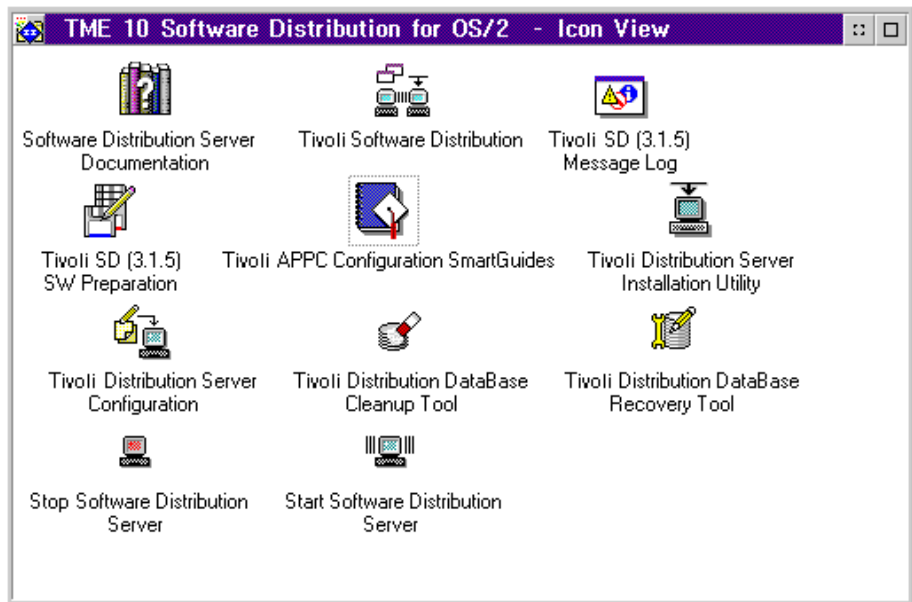 TME 10 Software Distribution for OS/2 - Icon View
Software Distribution Server
Documentation
Tivoli Software Distribution
Tivoli SD (3.1.5)
Message Log
Tivoli SD (3.1.5)
SW Preparation
Tivoli APPC Configuration SmartGuides
Tivoli Distribution Server
Installation Utility
Tivoli Distribution Server
Configuration
Tivoli Distribution DataBase
Cleanup Tool
Tivoli Distribution DataBase
Recovery Tool
Stop Software Distribution
Server
Start Software Distribution
Server